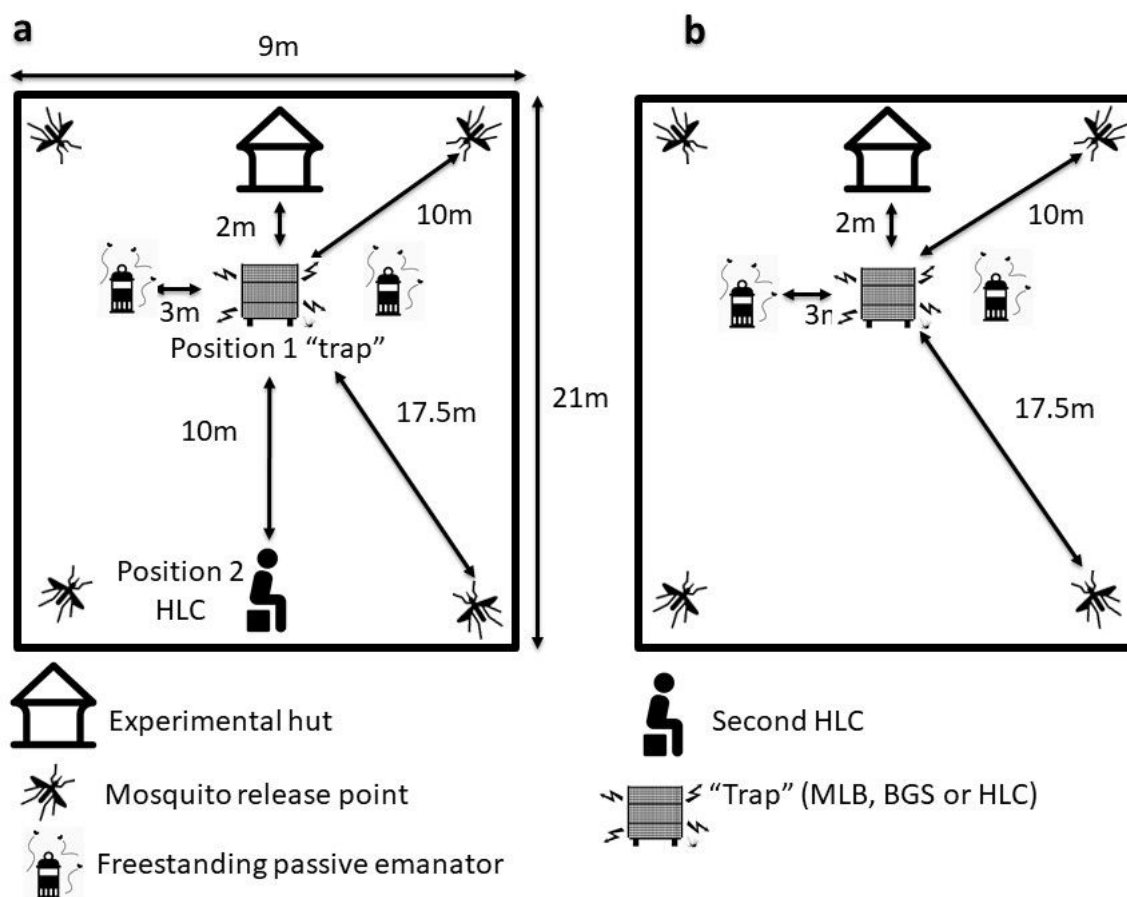 a
9m
2m
10m
3m
Position 1 “trap”
10m
17.5m
21m
Position 2
HLC
b
2m
10m
17.5m
Experimental hut
Mosquito release point
Freestanding passive emanator
Second HLC
“Trap” (MLB, BGS or HLC)